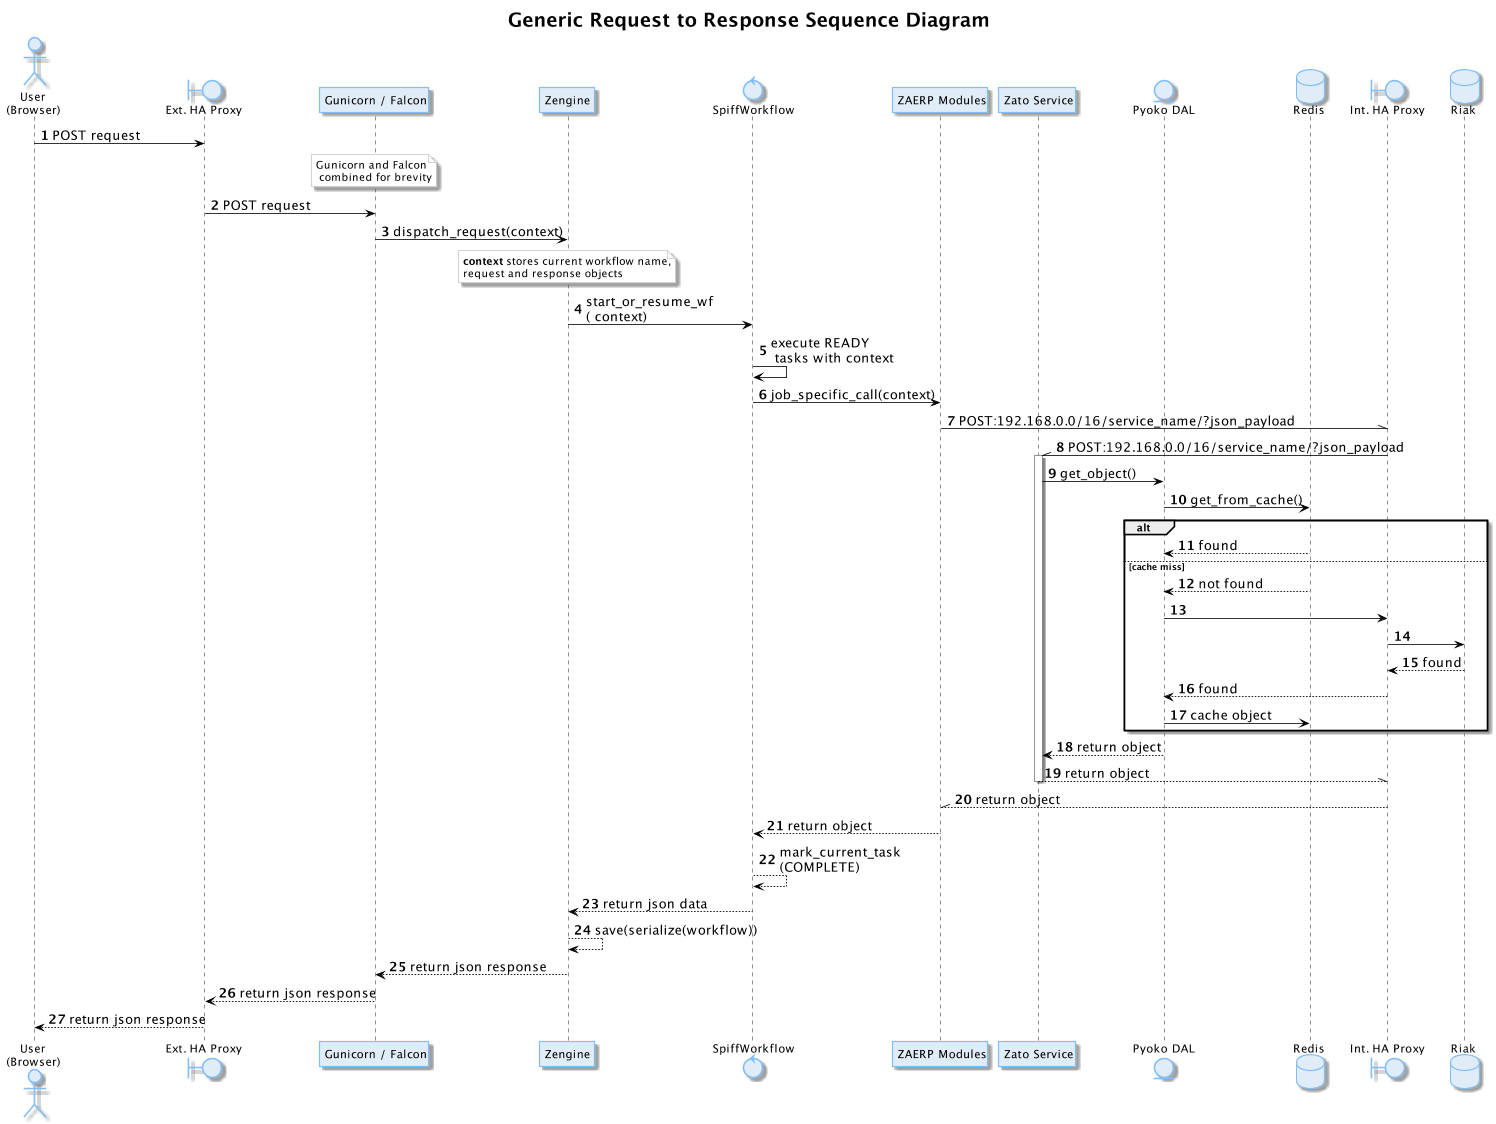 Generic Request to Response Sequence Diagram
User
(Browser)
Ext. HA Proxy
Gunicorn / Falcon
Zengine
SpiffWorkflow
ZAERP Modules
Zato Service
Pyoko DAL
Redis
Int. HA Proxy
Riak
1 POST request
Gunicorn and Falcon
combined for brevity
2 POST request
3 dispatch_request(context)
context stores current workflow name,
request and response objects
4 start_or_resume_wf
( context)
5 execute READY
tasks with context
6 job_specific_call(context)
7 POST:192.168.0.0/16/service_name/?json_payload
8 POST:192.168.0.0/16/service_name/?json_payload
9 get_object()
10 get_from_cache()
alt
11 found
[cache miss]
12 not found
13
14
15 found
16 found
17 cache object
18 return object
19 return object
20 return object
21 return object
22 mark_current_task
(COMPLETE)
23 return json data
24 save(serialize(workflow))
25 return json response
26 return json response
27 return json response
User
(Browser)
Ext. HA Proxy
Gunicorn / Falcon
Zengine
SpiffWorkflow
ZAERP Modules
Zato Service
Pyoko DAL
Redis
Int. HA Proxy
Riak